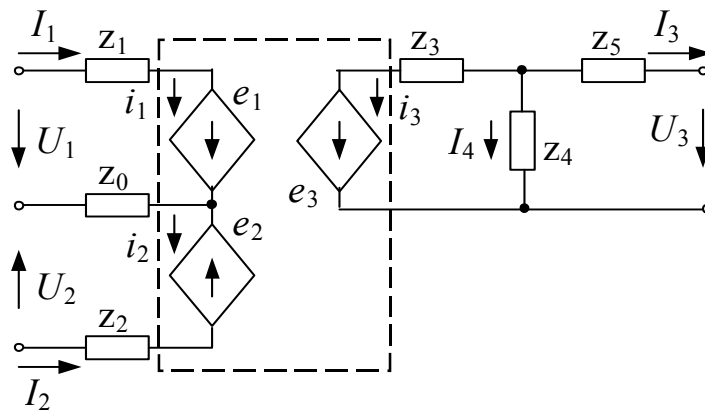 I₁ z₁ z₃ z₅ I₃
i₁ e₁ i₃
U₁ I₄ z₄ U₃
z₀ e₃
i₂ e₂
U₂
z₂
I₂